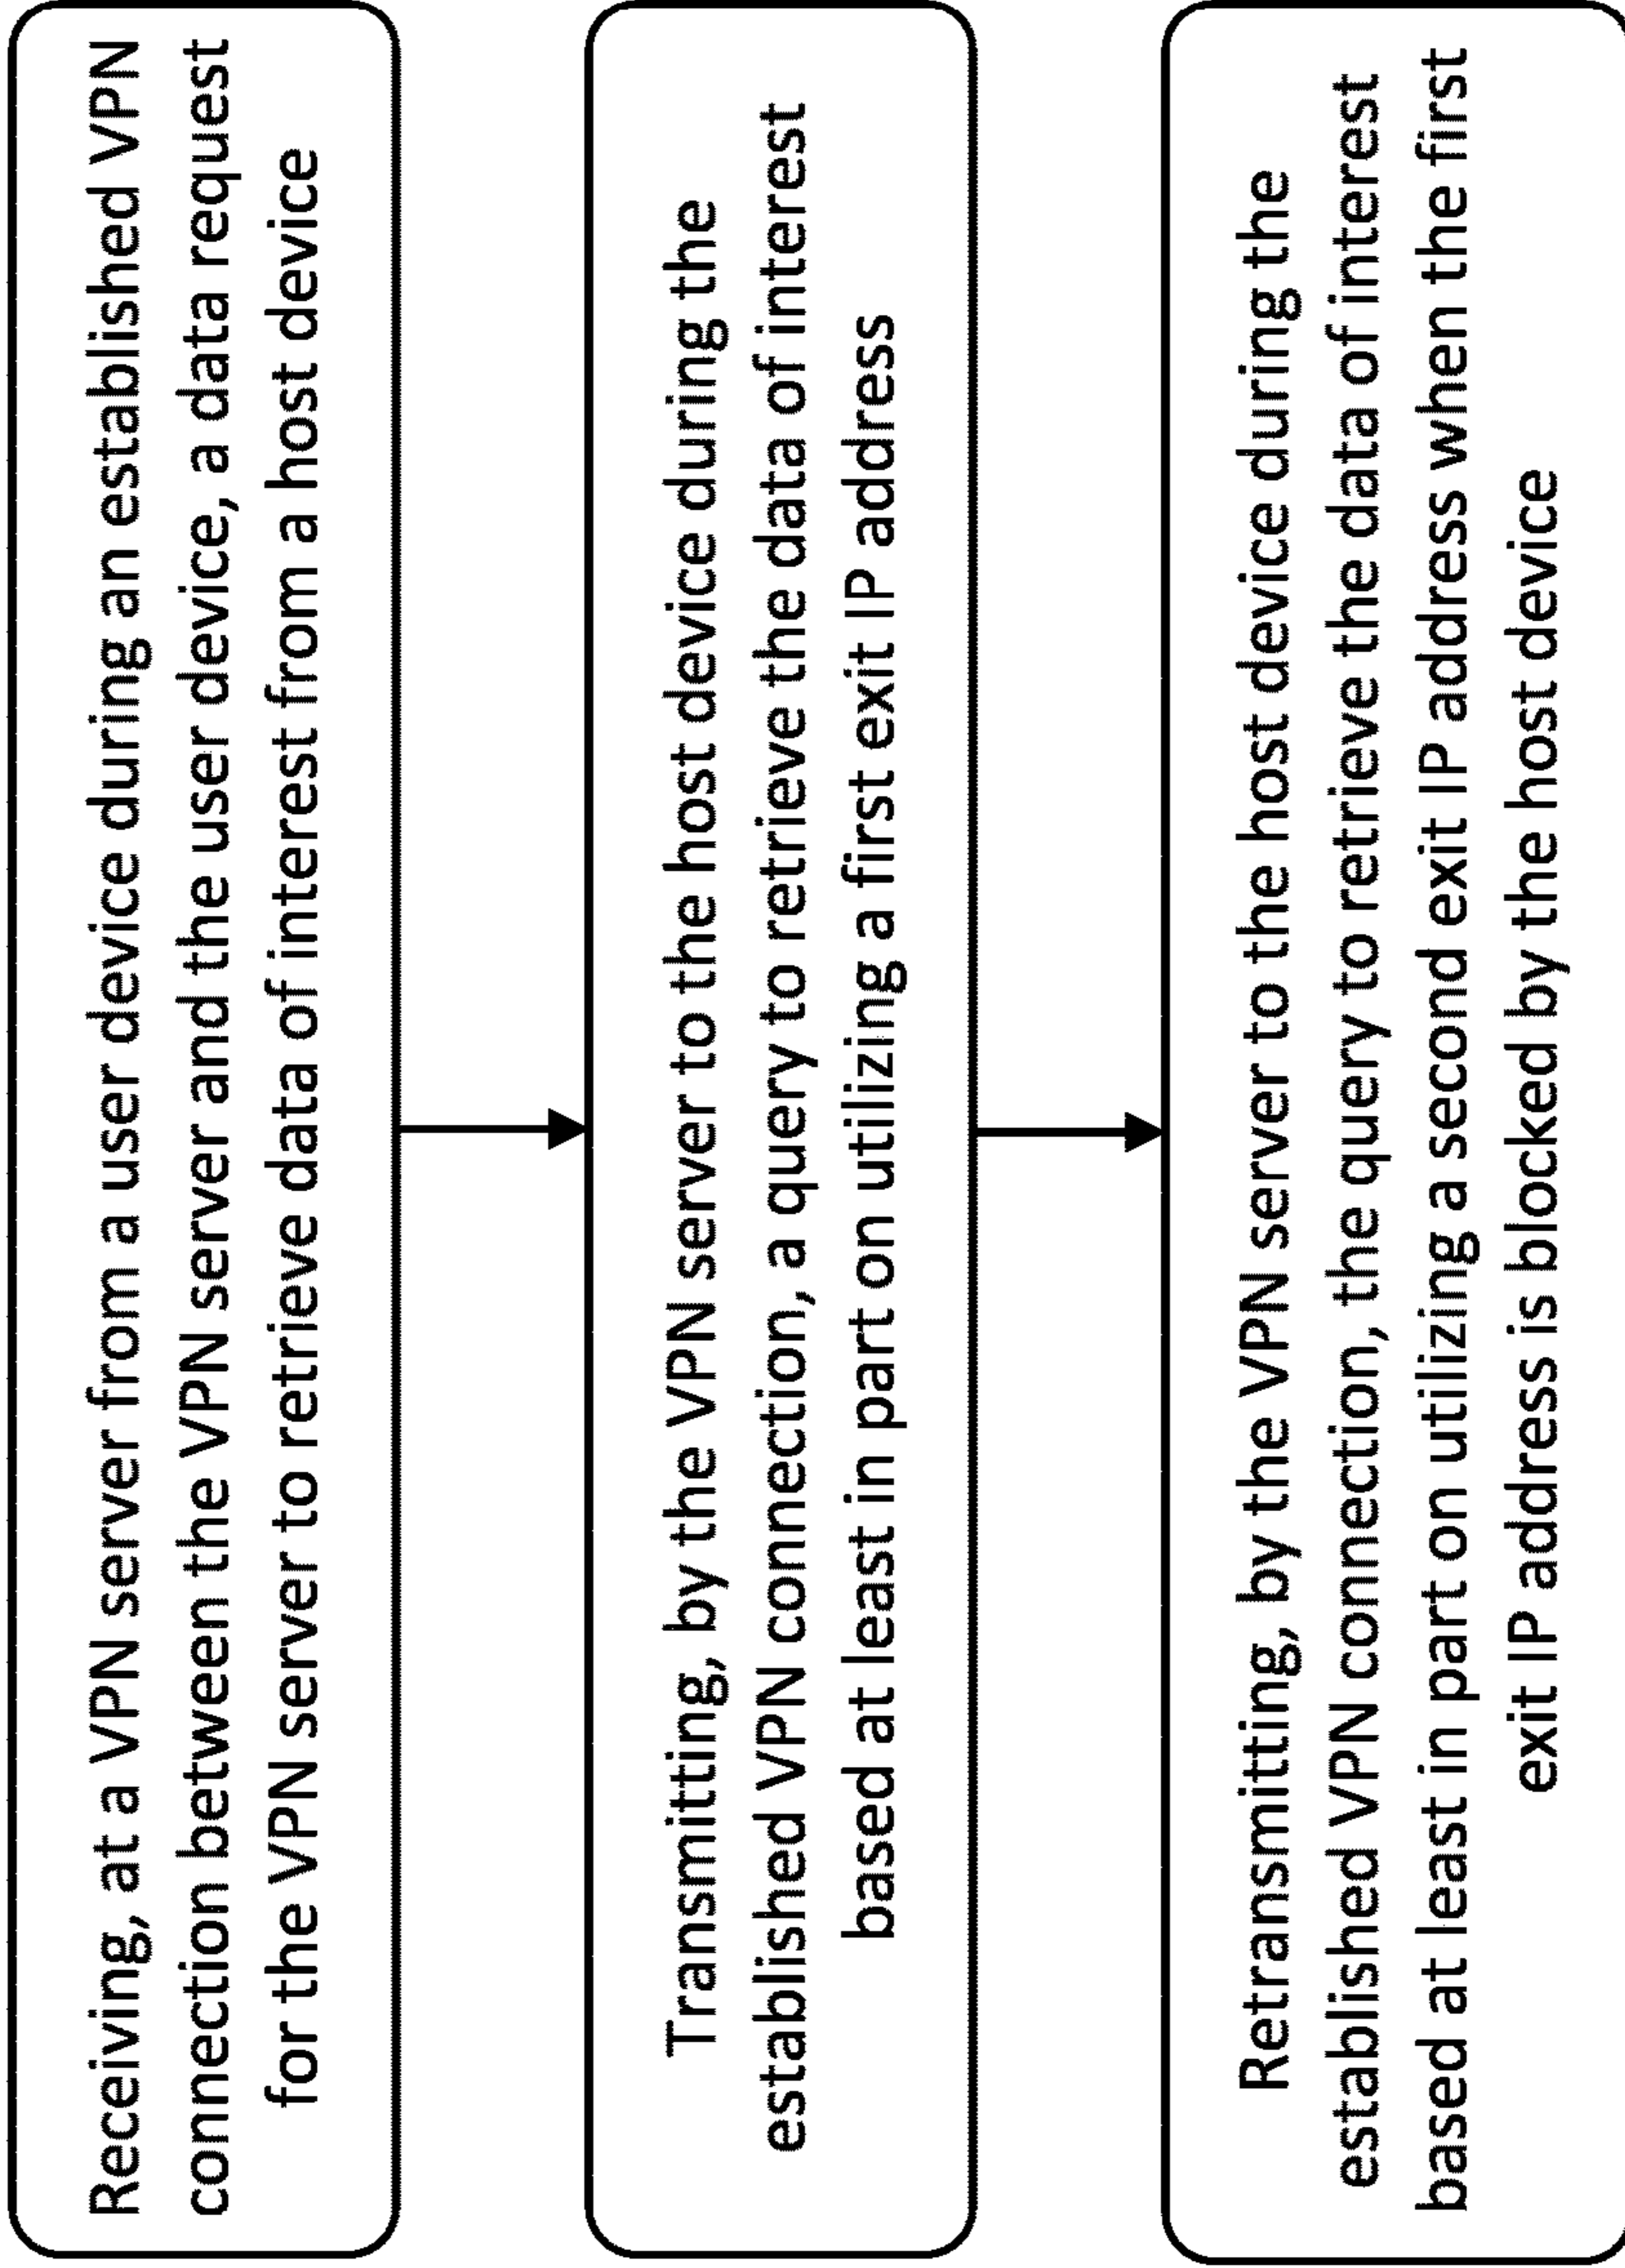 Receiving, at a VPN server from a user device during an established VPN
connection between the VPN server and the user device, a data request
for the VPN server to retrieve data of interest from a host device
Transmitting, by the VPN server to the host device during the
established VPN connection, a query to retrieve the data of interest
based at least in part on utilizing a first exit IP address
Retransmitting, by the VPN server to the host device during the
established VPN connection, the query to retrieve the data of interest
based at least in part on utilizing a second exit IP address when the first
exit IP address is blocked by the host device